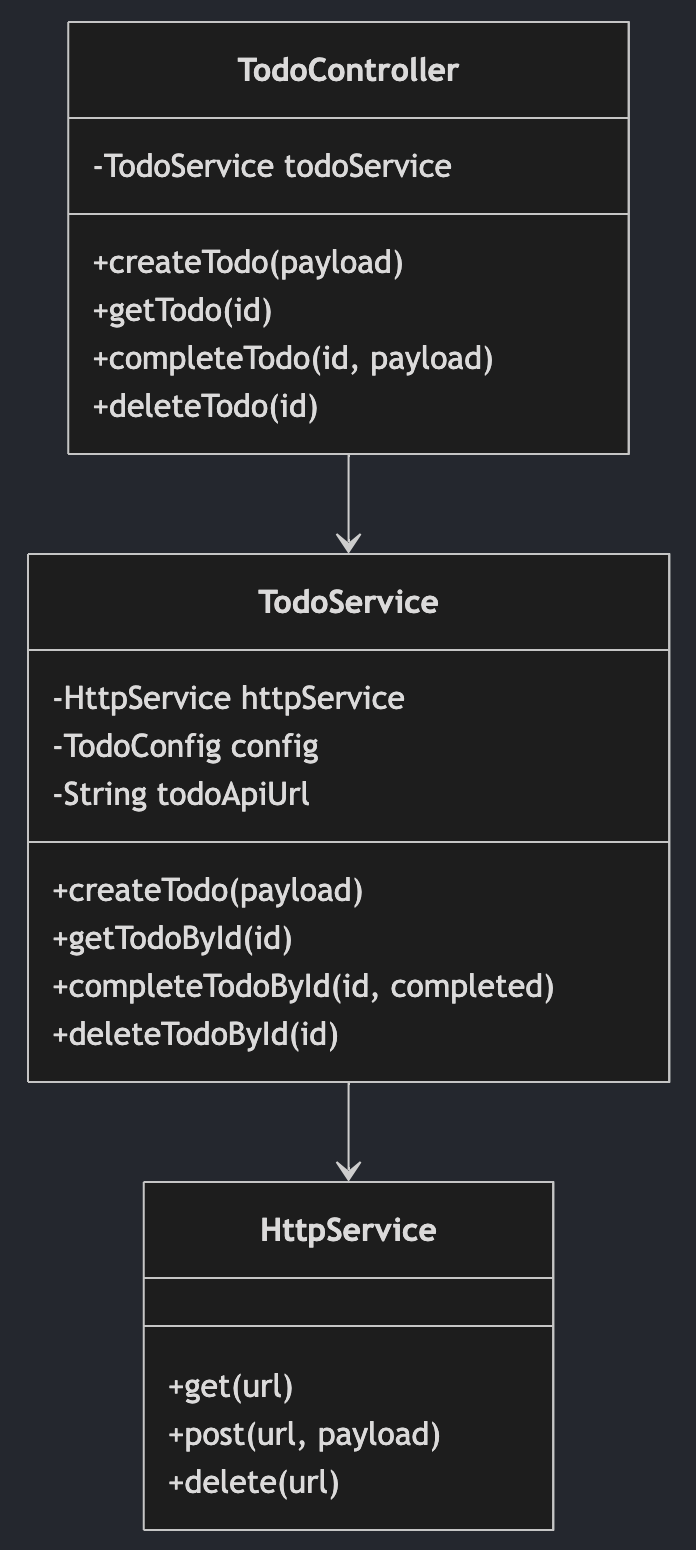 TodoController
-TodoService todoService
+createTodo(payload)
+getTodo(id)
+completeTodo(id, payload)
+deleteTodo(id)
TodoService
-HttpService httpService
-TodoConfig config
-String todoApiUrl
+createTodo(payload)
+getTodoById(id)
+completeTodoById(id, completed)
+deleteTodoById(id)
HttpService
+get(url)
+post(url, payload)
+delete(url)